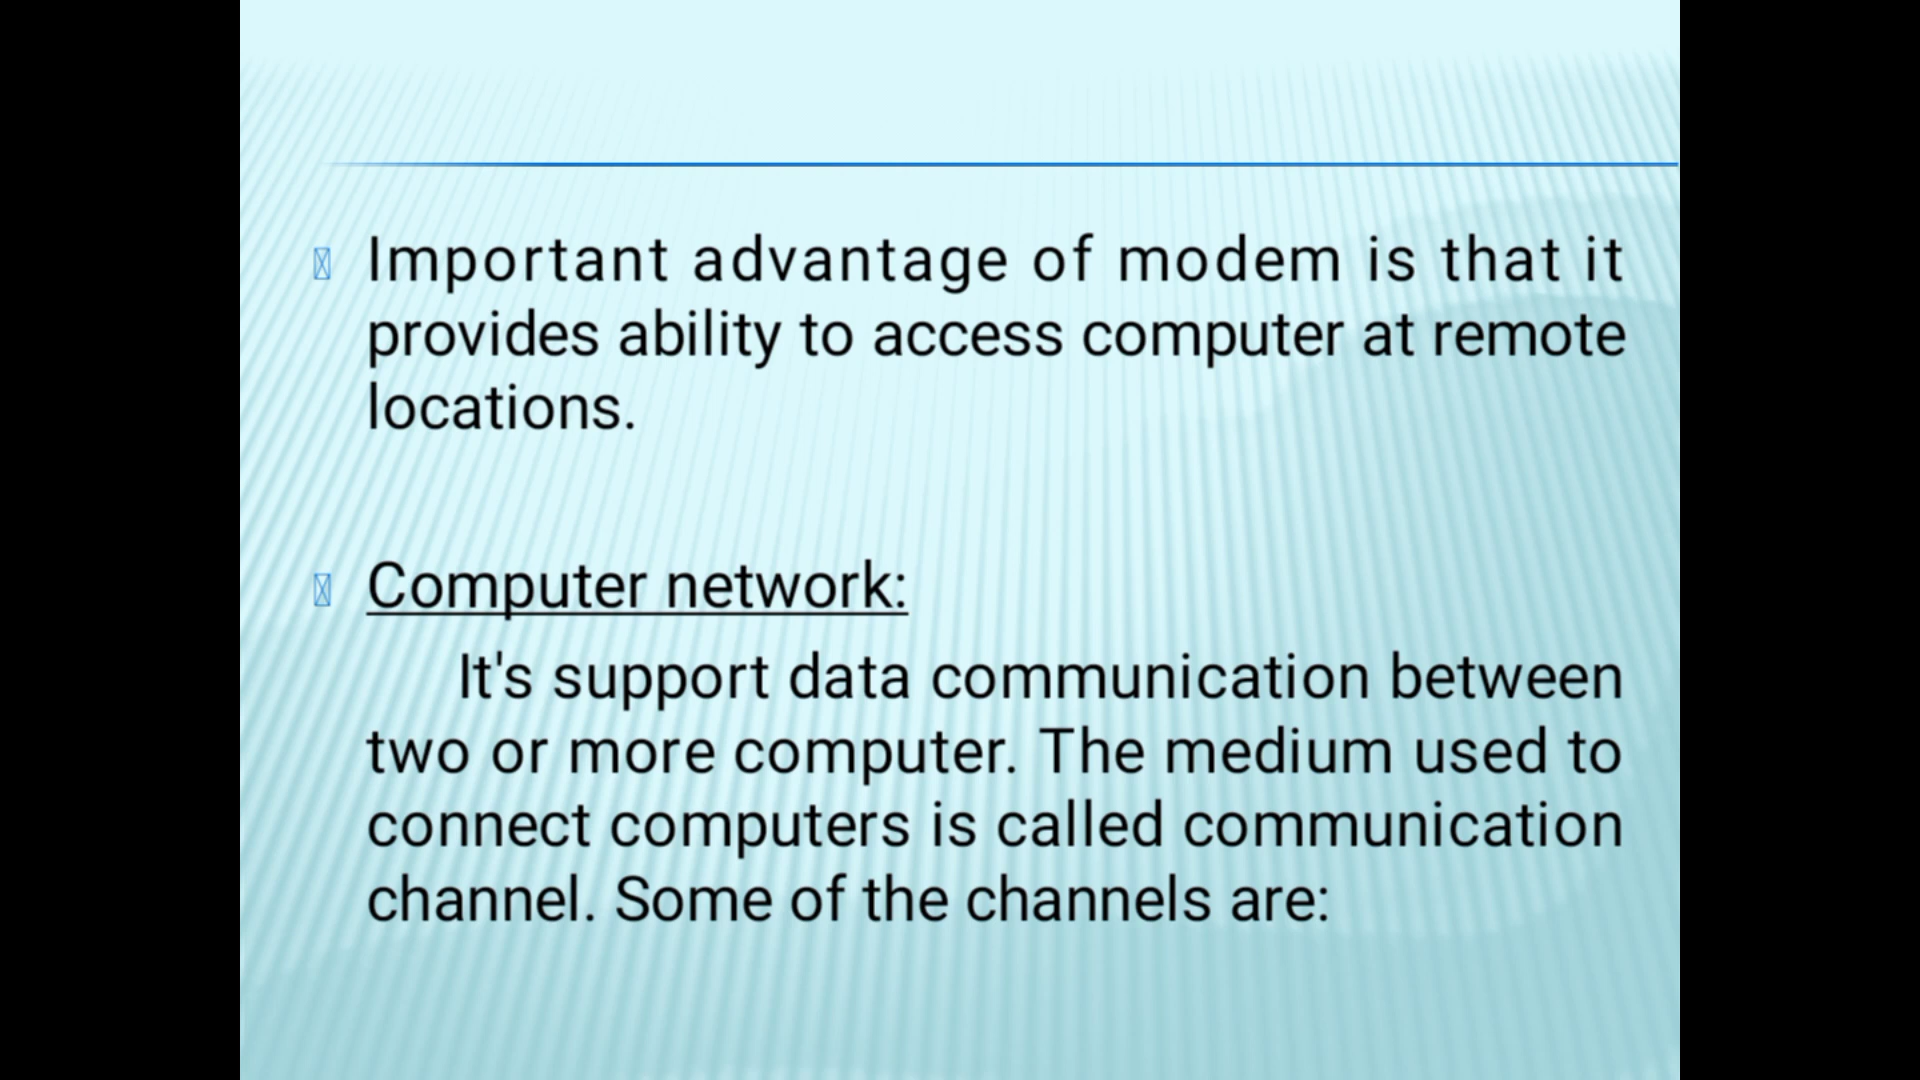 Important advantage of modem is that it
provides ability to access computer at remote
locations.
Computer network:
It's support data communication between
two or more computer. The medium used to
connect computers is called communication
channel. Some of the channels are: